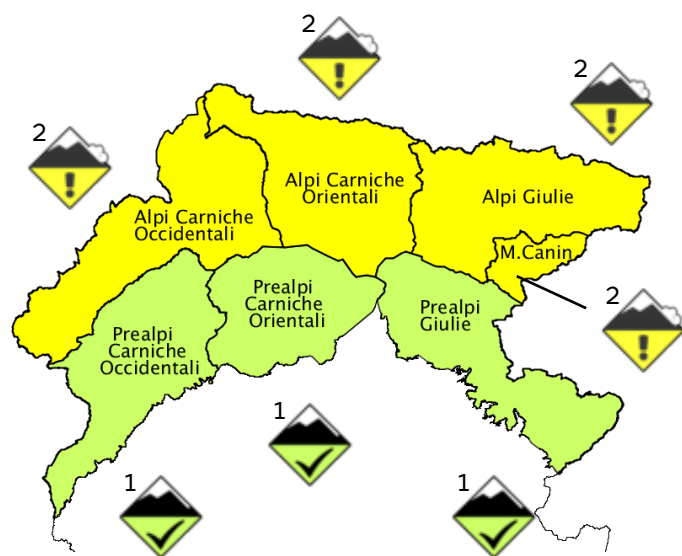 2
2
2
Alpi Carniche
Orientali
Alpi Giulie
Alpi Carniche
Occidentali
M.Canin
Prealpi
Carniche
Orientali
2
Prealpi
Giulie
Prealpi
Carniche
Occidentali
1
1
1